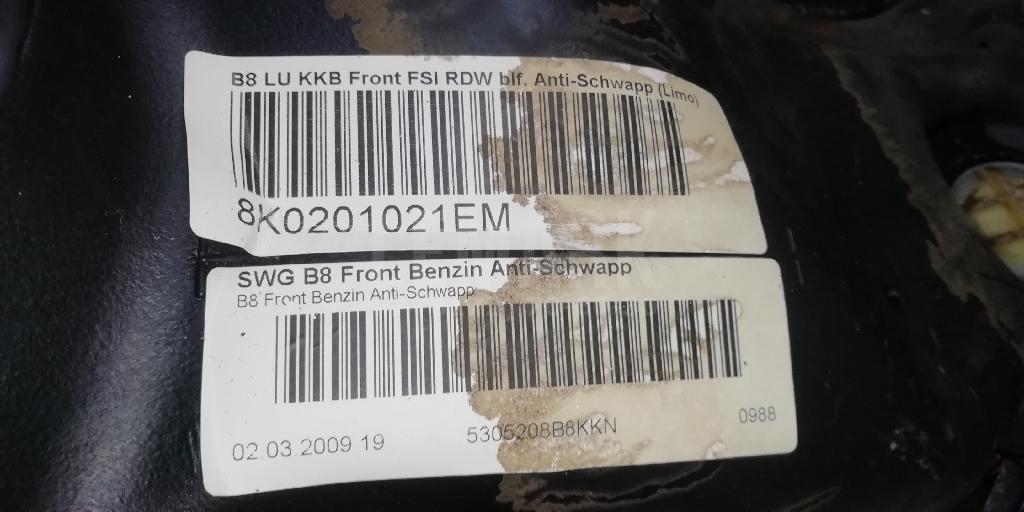 B8 LU KKB Front FSI RDW blf. Anti-Schwapp (Limo)
8K0201021EM
SWG B8 Front Benzin Anti-Schwapp
B8 Front Benzin Anti-Schwapp
02.03.2009 19
5305208B8KKN
0988